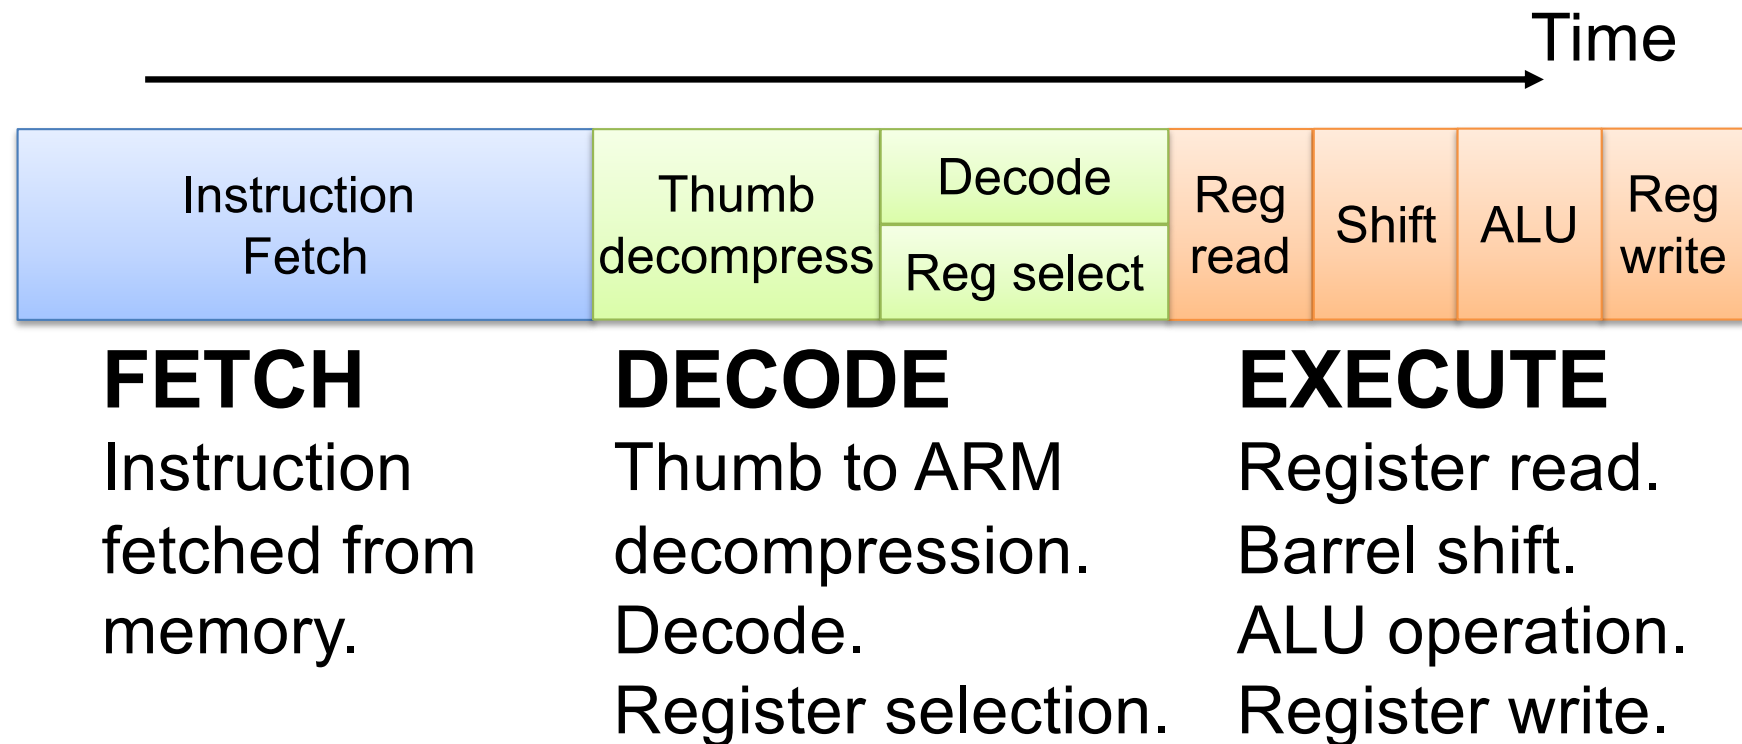 Time
Instruction
Fetch
Thumb
decompress
Decode
Reg select
Reg
read
Shift
ALU
Reg
write
FETCH
Instruction
fetched from
memory.
DECODE
Thumb to ARM
decompression.
Decode.
Register selection.
EXECUTE
Register read.
Barrel shift.
ALU operation.
Register write.